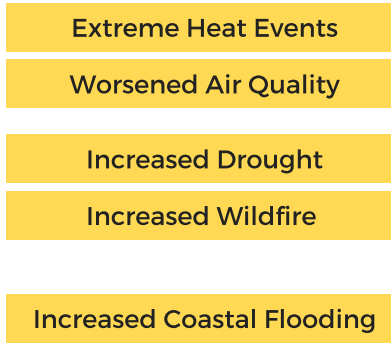 Extreme Heat Events
Worsened Air Quality
Increased Drought
Increased Wildfire
Increased Coastal Flooding